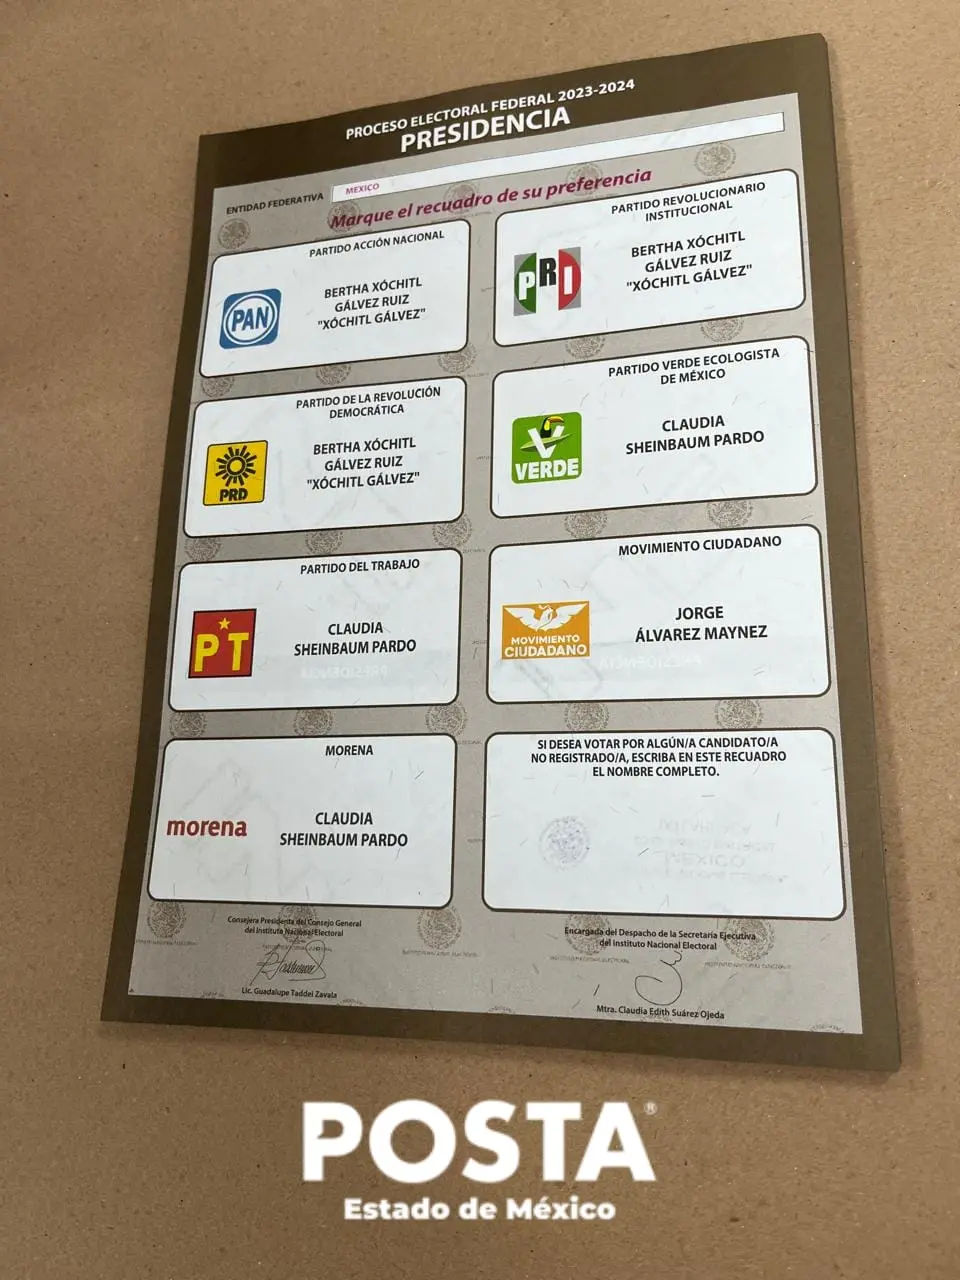 PROCESO ELECTORAL FEDERAL 2023-2024
PRESIDENCIA
ENTIDAD FEDERATIVA
MEXICO
Marque el recuadro de su preferencia
PARTIDO ACCIÓN NACIONAL
PAN
BERTHA XÓCHITL
GÁLVEZ RUIZ
"XÓCHITL GÁLVEZ"
PARTIDO REVOLUCIONARIO
INSTITUCIONAL
PRI
BERTHA XÓCHITL
GÁLVEZ RUIZ
"XÓCHITL GÁLVEZ"
PARTIDO DE LA REVOLUCIÓN
DEMOCRÁTICA
PRD
BERTHA XÓCHITL
GÁLVEZ RUIZ
"XÓCHITL GÁLVEZ"
PARTIDO VERDE ECOLOGISTA
DE MÉXICO
VERDE
CLAUDIA
SHEINBAUM PARDO
PARTIDO DEL TRABAJO
PT
CLAUDIA
SHEINBAUM PARDO
MOVIMIENTO CIUDADANO
MOVIMIENTO
CIUDADANO
JORGE
ÁLVAREZ MAYNEZ
MORENA
morena
CLAUDIA
SHEINBAUM PARDO
SI DESEA VOTAR POR ALGÚN/A CANDIDATO/A
NO REGISTRADO/A, ESCRIBA EN ESTE RECUADRO
EL NOMBRE COMPLETO.
Consejera Presidenta del Consejo General
del Instituto Nacional Electoral
Lic. Guadalupe Taddei Zavala
Encargada del Despacho de la Secretaría Ejecutiva
del Instituto Nacional Electoral
Mtra. Claudia Edith Suárez Ojeda
POSTA®
Estado de México